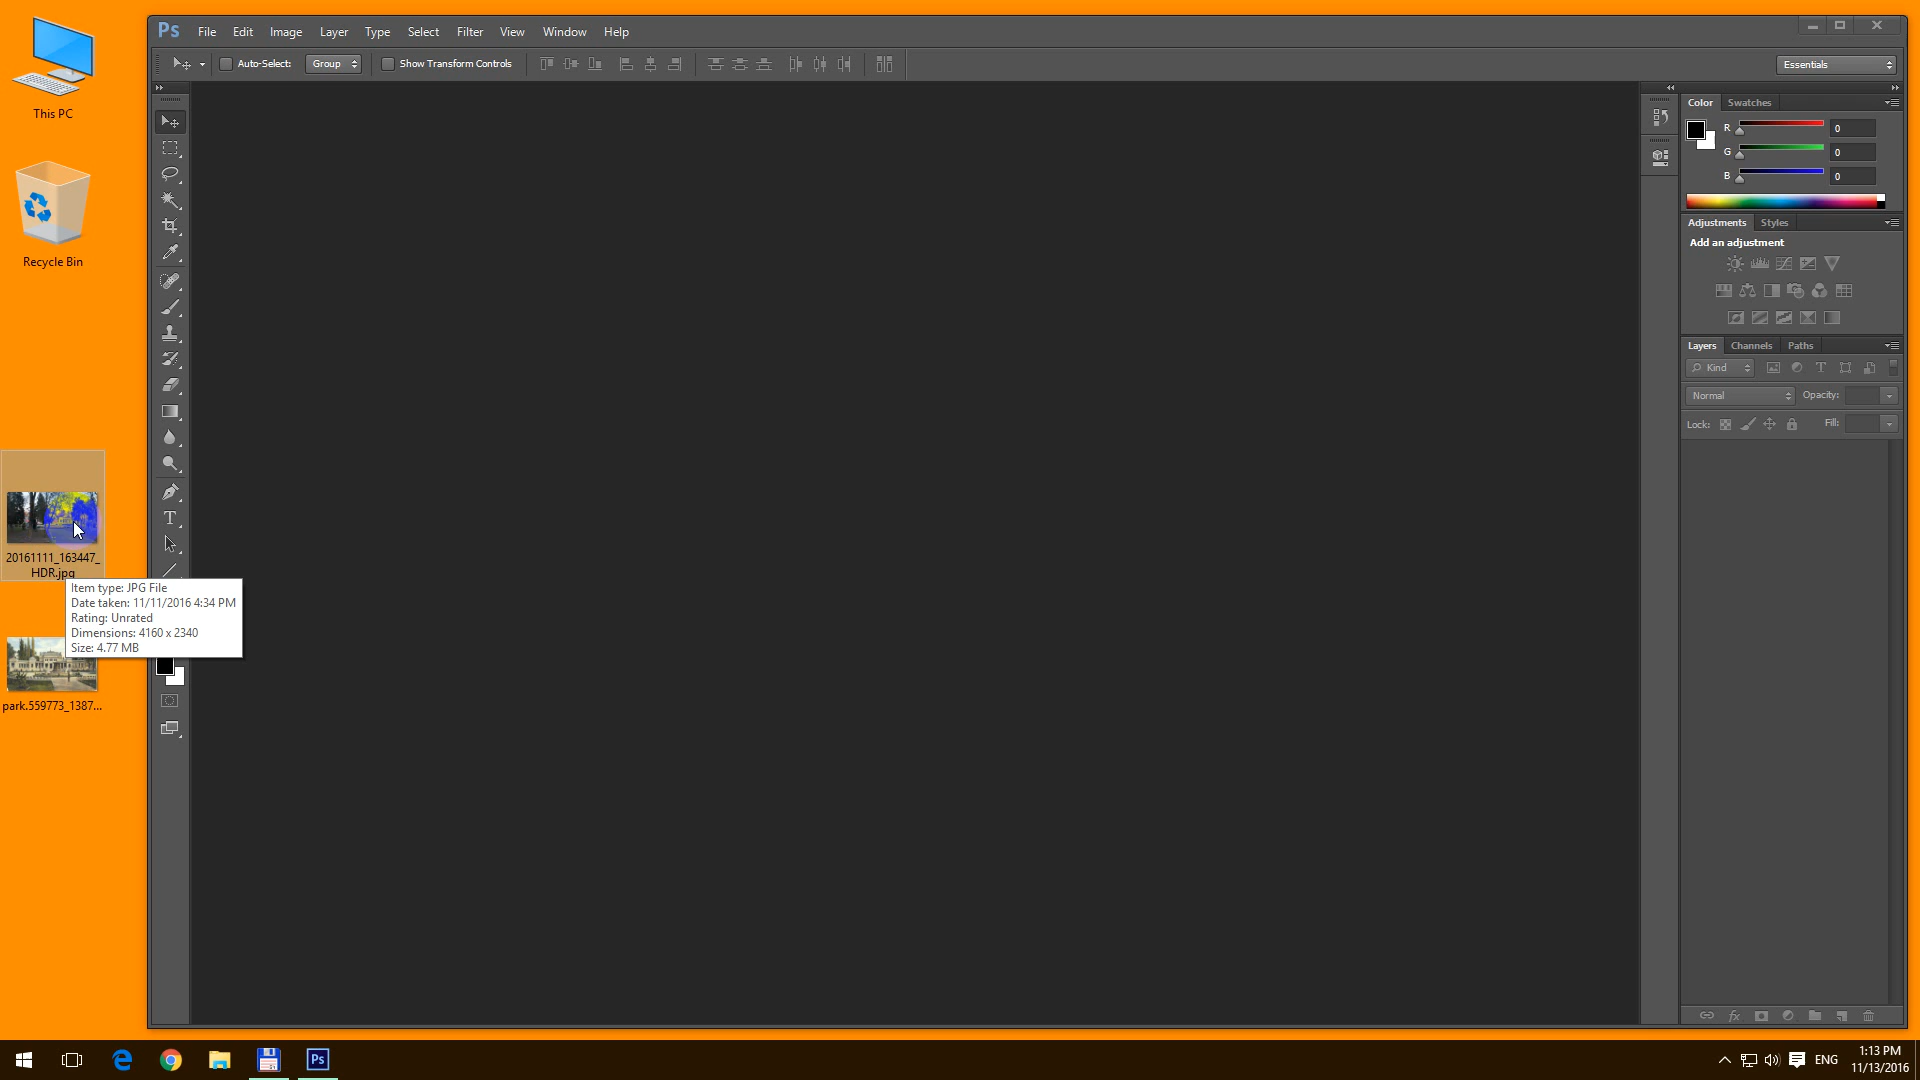 Ps File Edit Image Layer Type Select Filter View Window Help
Auto-Select: Group Show Transform Controls Essentials
This PC
Recycle Bin
20161111_163447_
HDR.jpg
Item type: JPG File
Date taken: 11/11/2016 4:34 PM
Rating: Unrated
Dimensions: 4160 x 2340
Size: 4.77 MB
park.559773_1387...
Color Swatches
R 0
G 0
B 0
Adjustments Styles
Add an adjustment
Layers Channels Paths
Kind
Normal Opacity:
Lock: Fill:
Ps
ENG
1:13 PM
11/13/2016